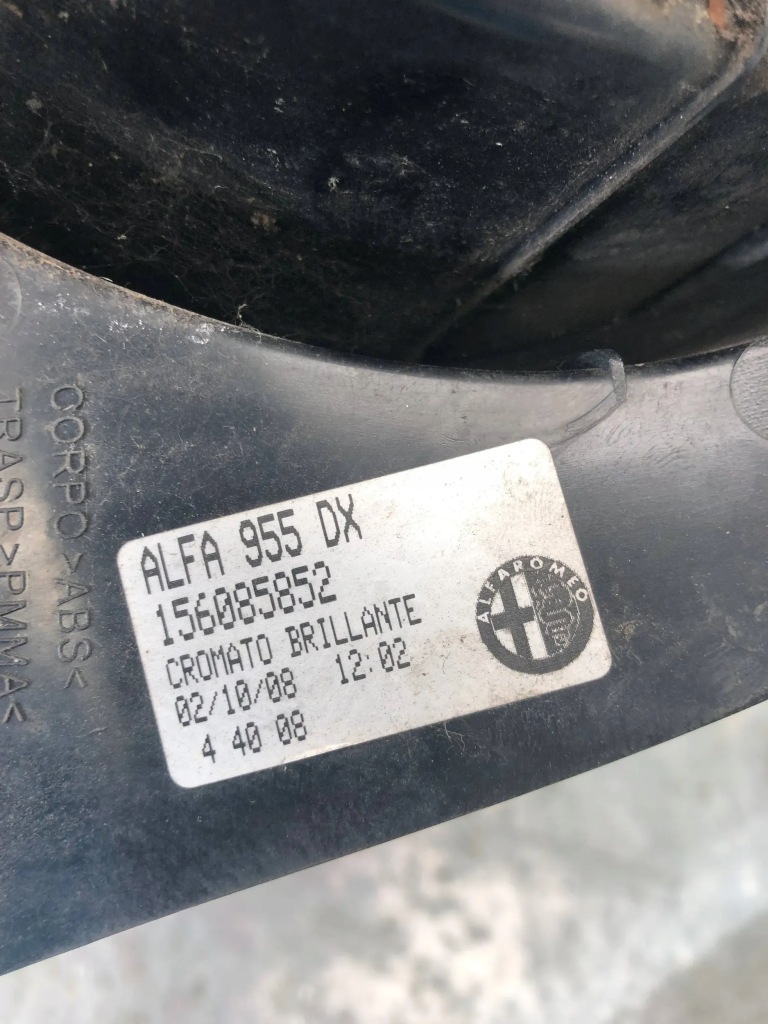 CORPO >ABS<
TRASP >PMMA<
ALFA 955 DX
156085852
CROMATO BRILLANTE
02/10/08 12:02
4 40 08
ALFA ROMEO